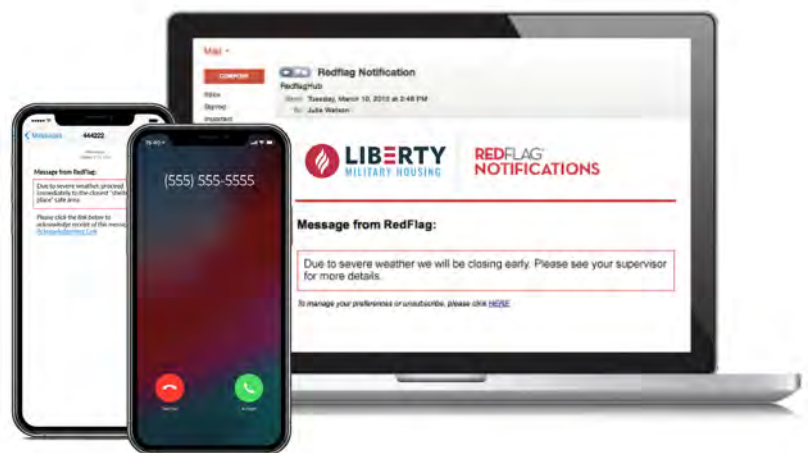 Mail
COMPOSE
Inbox
Starred
Important
Redflag Notification
RedflagHub
Tuesday, March 10, 2015 at 2:46 PM
To: Julie Watson
LIBERTY
MILITARY HOUSING
REDFLAG
NOTIFICATIONS
Message from RedFlag:
Due to severe weather we will be closing early. Please see your supervisor
for more details.
To manage your preferences or unsubscribe, please click HERE
Messages
444222
Message from RedFlag:
Due to severe weather, proceed
immediately to the closest "shelter
place" safe area.
Please click the link below to
acknowledge receipt of this
Acknowledgement Link
(555) 555-5555